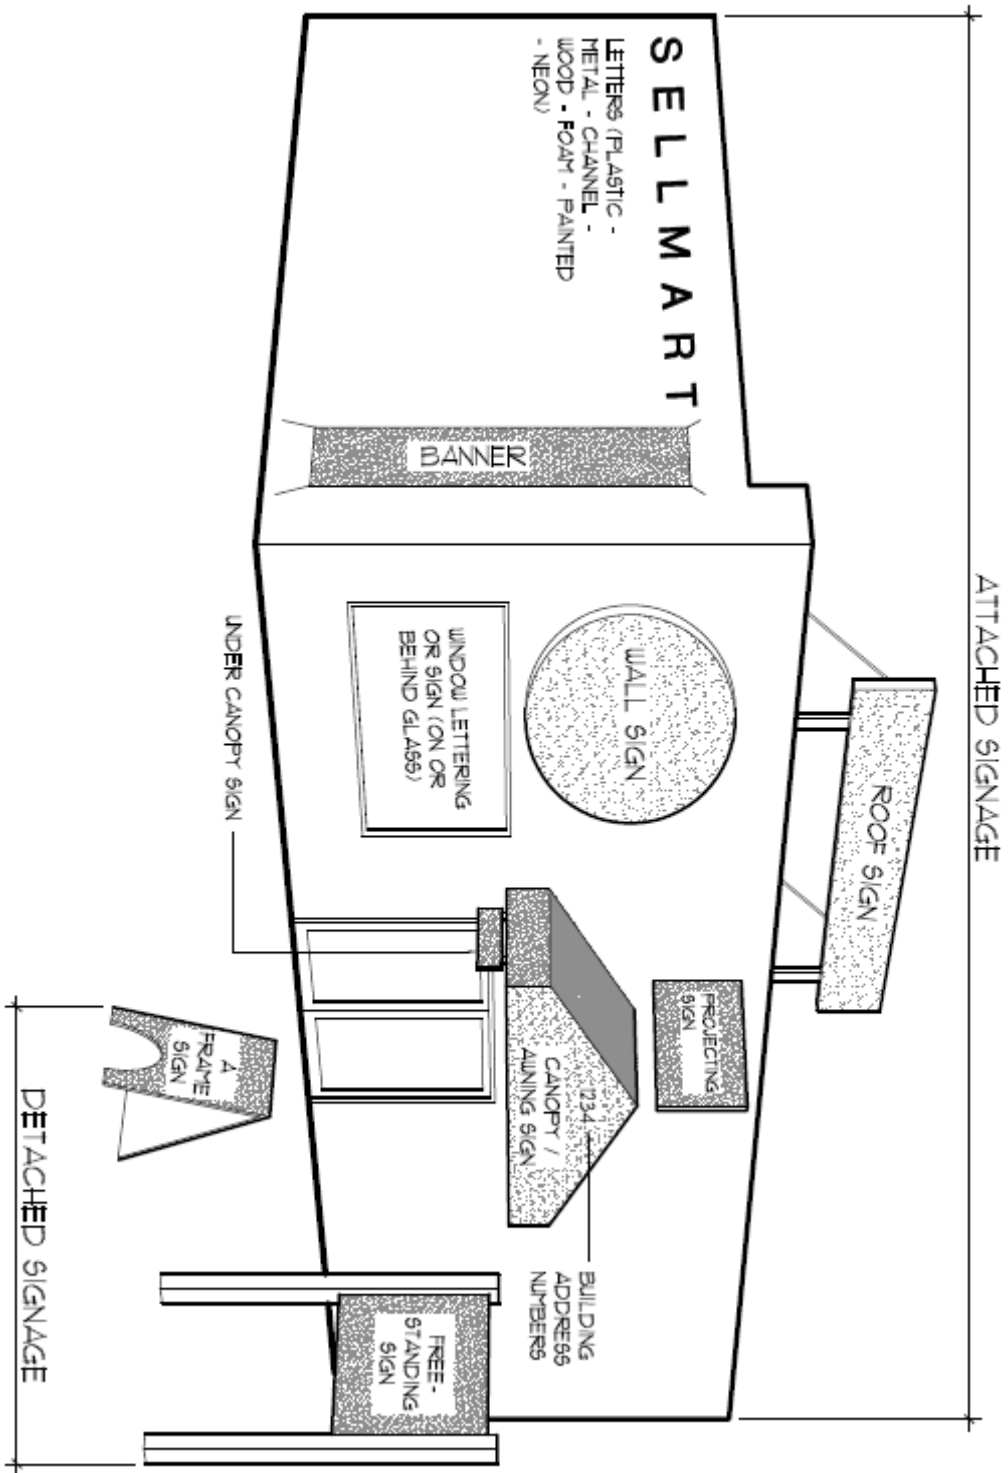 ATTACHED SIGNAGE
SELLMART
LETTERS (PLASTIC -
METAL - CHANNEL -
WOOD - FOAM - PAINTED
- NEON)
BANNER
ROOF SIGN
WALL SIGN
WINDOW LETTERING
OR SIGN (ON OR
BEHIND GLASS)
UNDER CANOPY SIGN
PROJECTING
SIGN
1234
CANOPY /
AWNING SIGN
BUILDING
ADDRESS
NUMBERS
A
FRAME
SIGN
FREE-
STANDING
SIGN
DETACHED SIGNAGE